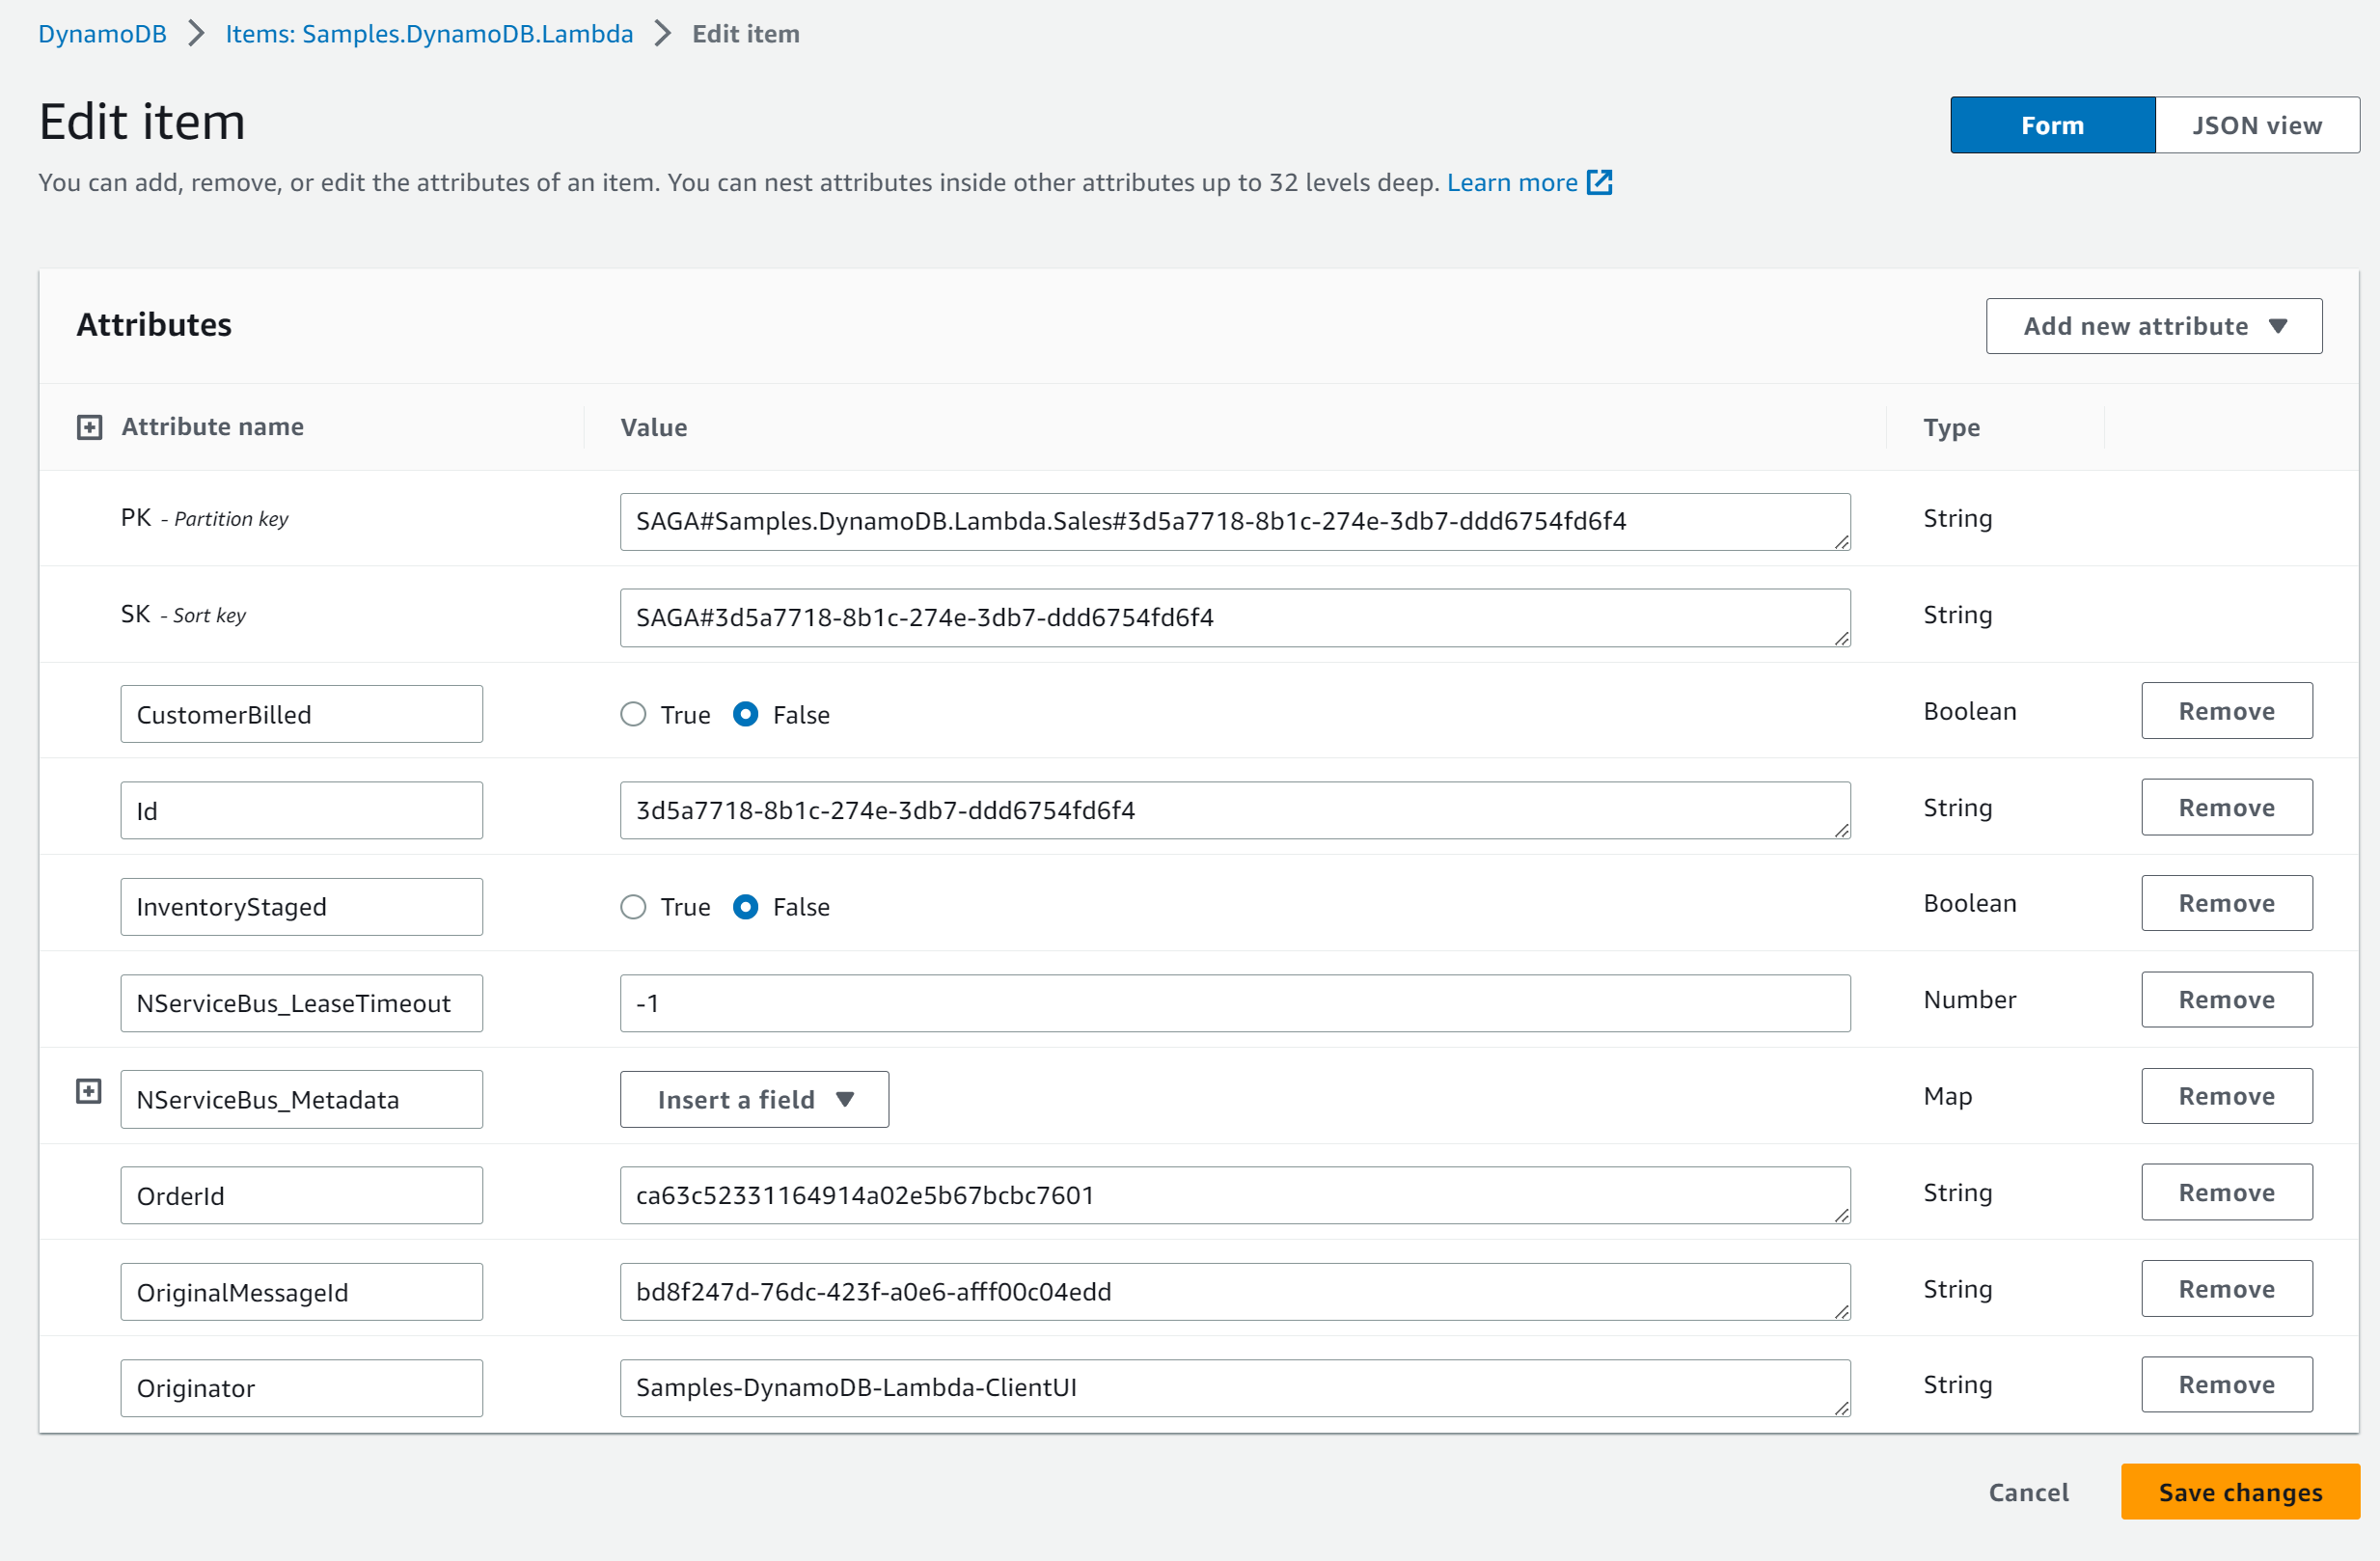 DynamoDB > Items: Samples.DynamoDB.Lambda > Edit item
Edit item
Form JSON view
You can add, remove, or edit the attributes of an item. You can nest attributes inside other attributes up to 32 levels deep. Learn more
Attributes
Add new attribute
Attribute name Value Type
PK - Partition key SAGA#Samples.DynamoDB.Lambda.Sales#3d5a7718-8b1c-274e-3db7-ddd6754fd6f4 String
SK - Sort key SAGA#3d5a7718-8b1c-274e-3db7-ddd6754fd6f4 String
CustomerBilled True False Boolean Remove
Id 3d5a7718-8b1c-274e-3db7-ddd6754fd6f4 String Remove
InventoryStaged True False Boolean Remove
NServiceBus_LeaseTimeout -1 Number Remove
NServiceBus_Metadata Insert a field Map Remove
OrderId ca63c52331164914a02e5b67bcbc7601 String Remove
OriginalMessageId bd8f247d-76dc-423f-a0e6-afff00c04edd String Remove
Originator Samples-DynamoDB-Lambda-ClientUI String Remove
Cancel Save changes